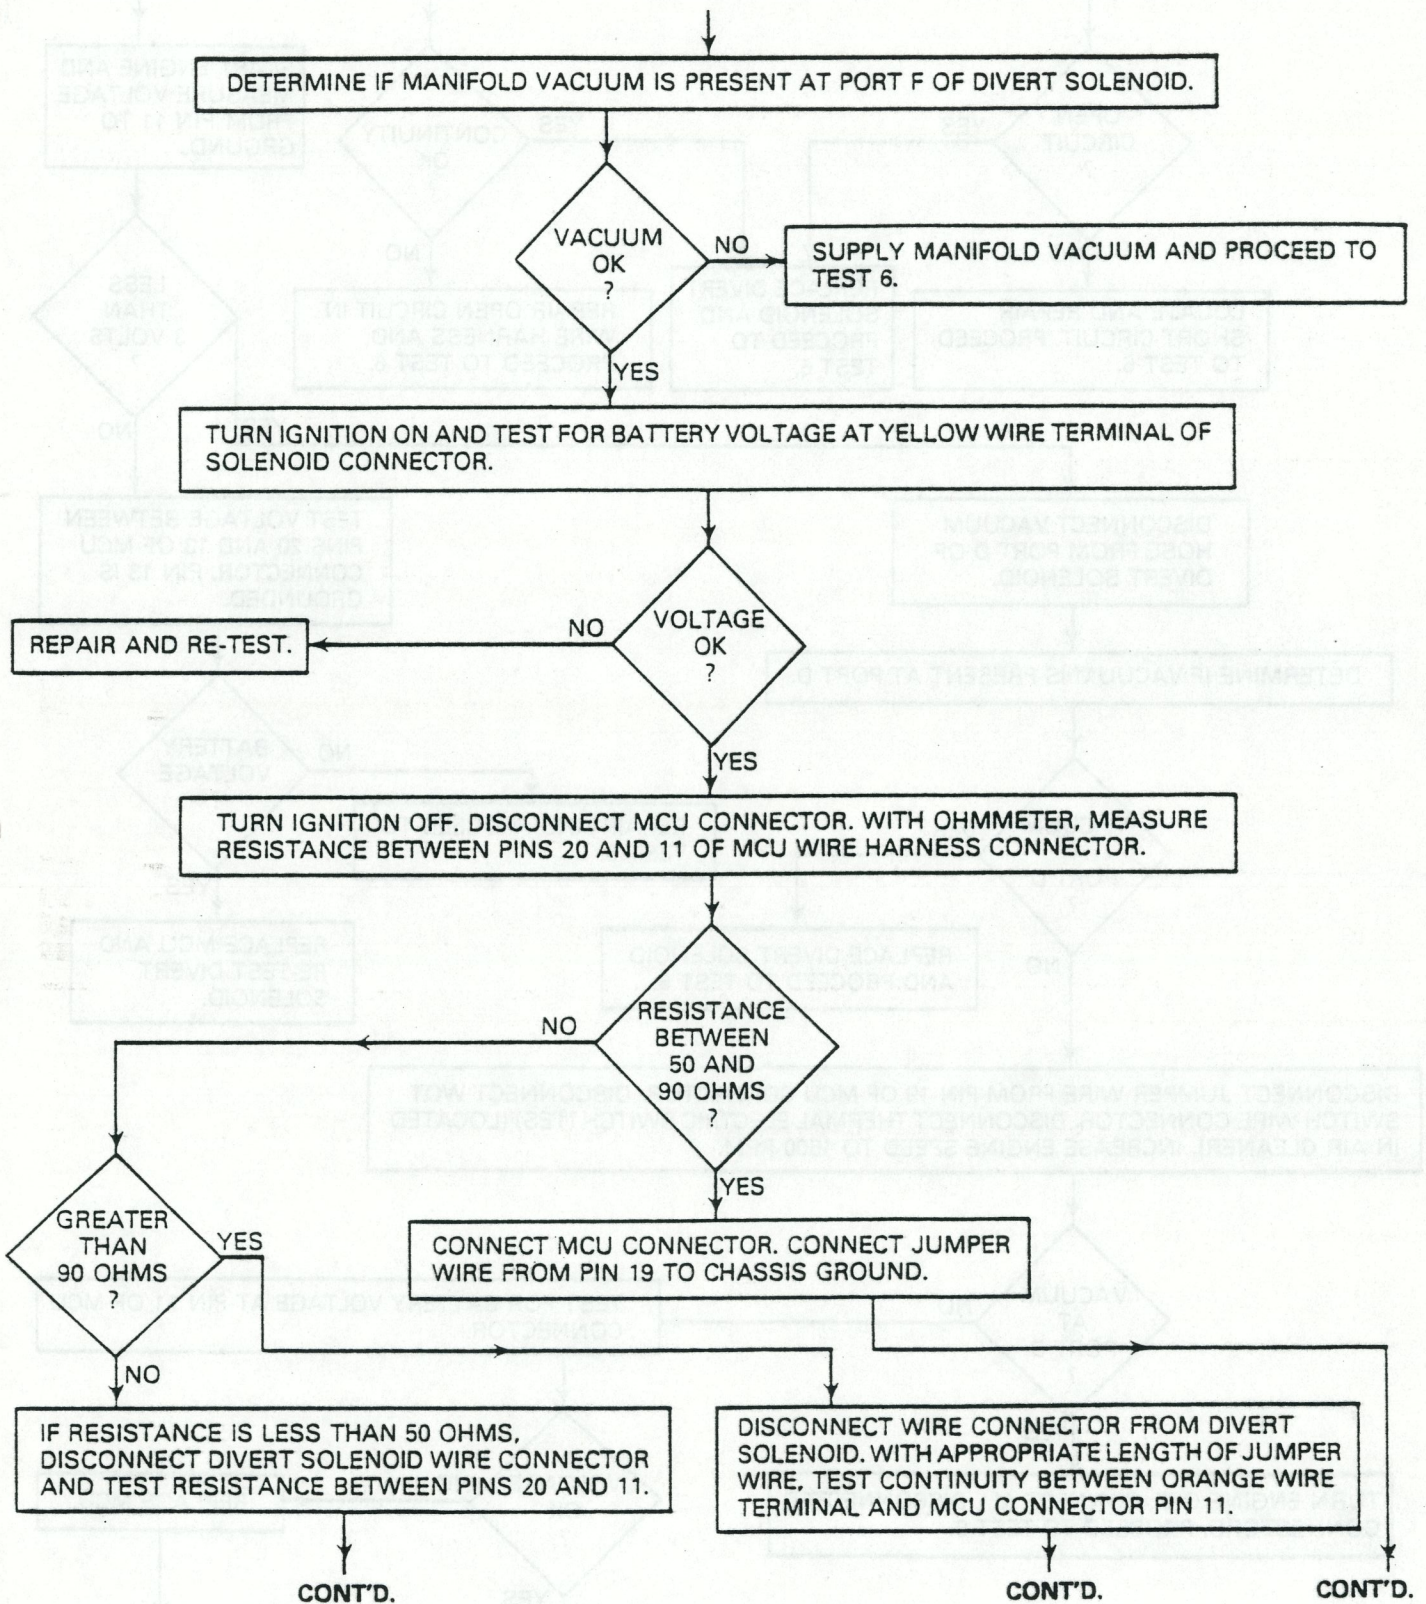 DETERMINE IF MANIFOLD VACUUM IS PRESENT AT PORT F OF DIVERT SOLENOID.
VACUUM
OK
?
NO
SUPPLY MANIFOLD VACUUM AND PROCEED TO
TEST 6.
YES
TURN IGNITION ON AND TEST FOR BATTERY VOLTAGE AT YELLOW WIRE TERMINAL OF
SOLENOID CONNECTOR.
VOLTAGE
OK
?
NO
REPAIR AND RE-TEST.
YES
TURN IGNITION OFF. DISCONNECT MCU CONNECTOR. WITH OHMMETER, MEASURE
RESISTANCE BETWEEN PINS 20 AND 11 OF MCU WIRE HARNESS CONNECTOR.
RESISTANCE
BETWEEN
50 AND
90 OHMS
?
NO
YES
GREATER
THAN
90 OHMS
?
YES
CONNECT MCU CONNECTOR. CONNECT JUMPER
WIRE FROM PIN 19 TO CHASSIS GROUND.
NO
IF RESISTANCE IS LESS THAN 50 OHMS,
DISCONNECT DIVERT SOLENOID WIRE CONNECTOR
AND TEST RESISTANCE BETWEEN PINS 20 AND 11.
DISCONNECT WIRE CONNECTOR FROM DIVERT
SOLENOID. WITH APPROPRIATE LENGTH OF JUMPER
WIRE, TEST CONTINUITY BETWEEN ORANGE WIRE
TERMINAL AND MCU CONNECTOR PIN 11.
CONT'D.
CONT'D.
CONT'D.